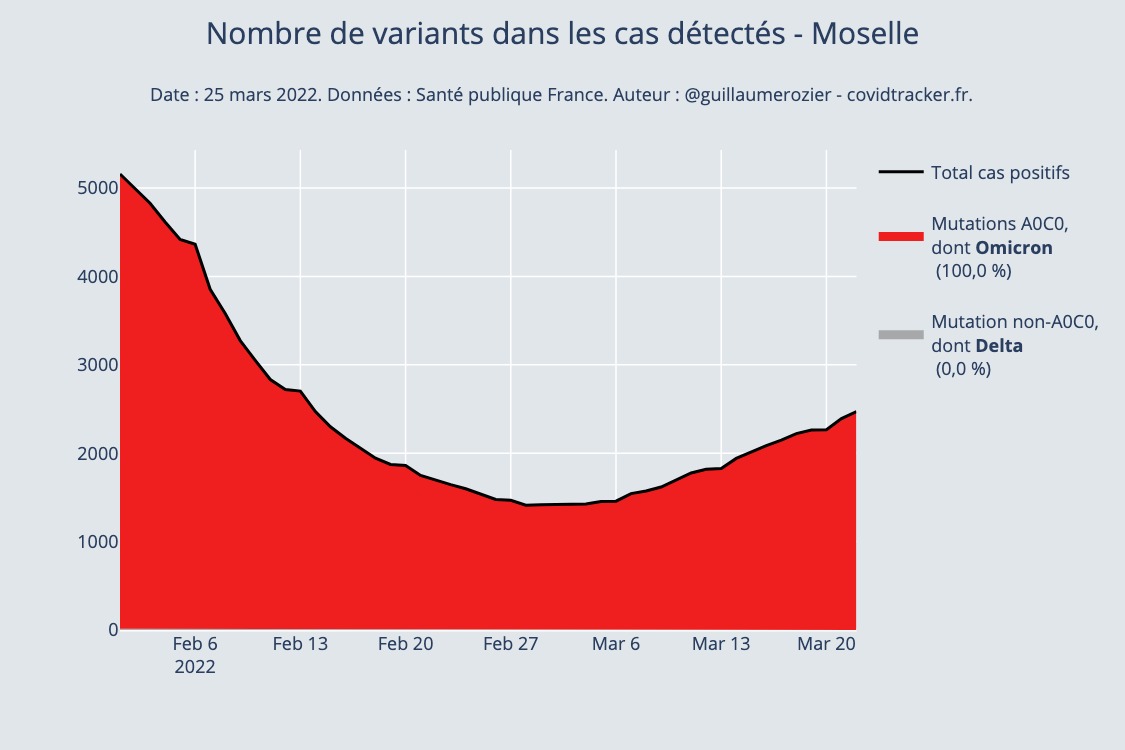 Nombre de variants dans les cas détectés - Moselle
Date : 25 mars 2022. Données : Santé publique France. Auteur : @guillaumerozier - covidtracker.fr.
Total cas positifs
Mutations A0C0,
dont Omicron
(100,0 %)
Mutation non-A0C0,
dont Delta
(0,0 %)
5000
4000
3000
2000
1000
0
Feb 6
2022
Feb 13
Feb 20
Feb 27
Mar 6
Mar 13
Mar 20